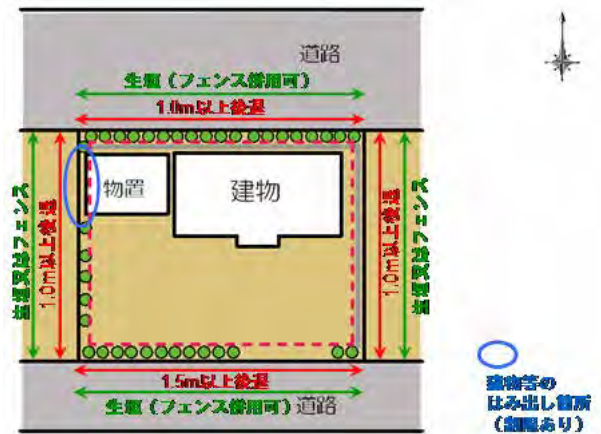 道路
生垣（フェンス併用可）
1.0m以上後退
生垣又はフェンス
1.0m以上後退
物置
建物
1.0m以上後退
生垣又はフェンス
1.5m以上後退
生垣（フェンス併用可）道路
建物等の
はみ出し箇所
（制限あり）